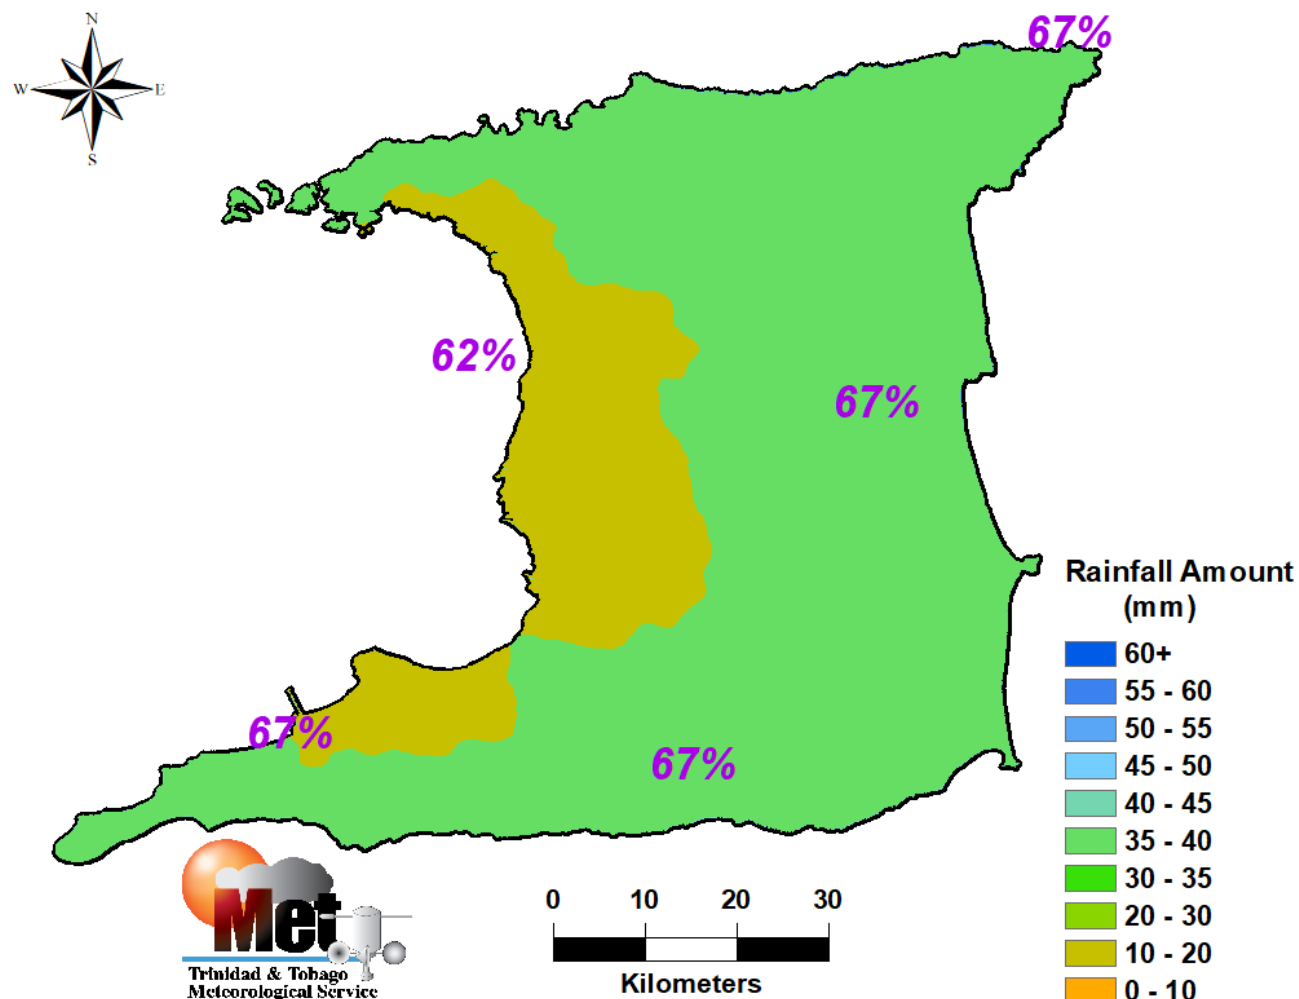 67%
N
W
E
S
62%
67%
67%
67%
Rainfall Amount
(mm)
60+
55 - 60
50 - 55
45 - 50
40 - 45
35 - 40
30 - 35
20 - 30
10 - 20
0 - 10
0 10 20 30
Kilometers
Met
Trinidad & Tobago
Meteorological Service